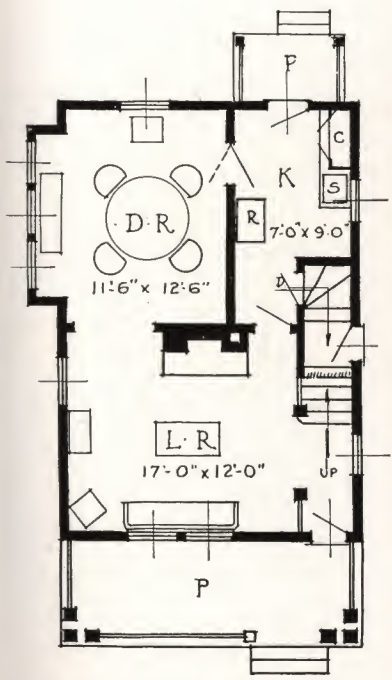 P
C
K
S
D·R
R
7'-0" x 9'-0"
11'-6" x 12'-6"
D
L·R
17'-0" x 12'-0"
UP
P